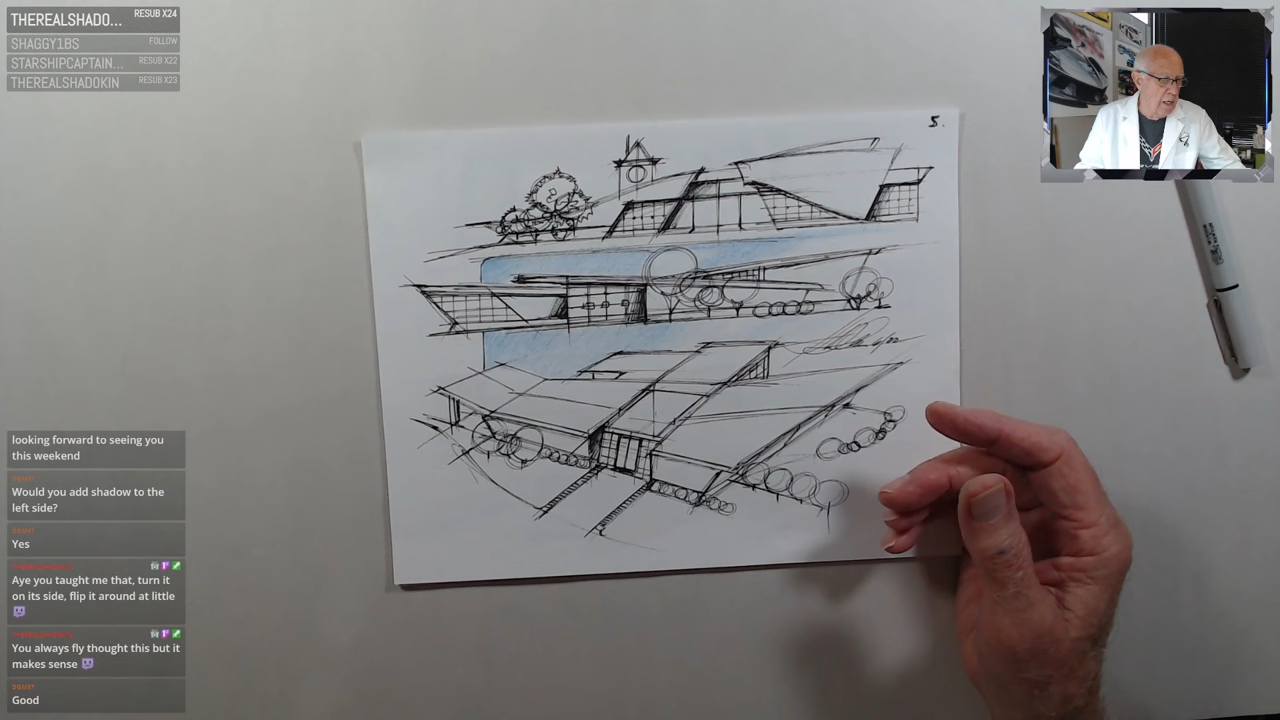 THEREALSHADO...
RESUB X24
SHAGGY1BS
FOLLOW
STARSHIPCAPTAIN...
RESUB X22
THEREALSHADOKIN
RESUB X23
5.
looking forward to seeing you
this weekend
Would you add shadow to the
left side?
Yes
Aye you taught me that, turn it
on its side, flip it around at little
You always fly thought this but it
makes sense
Good